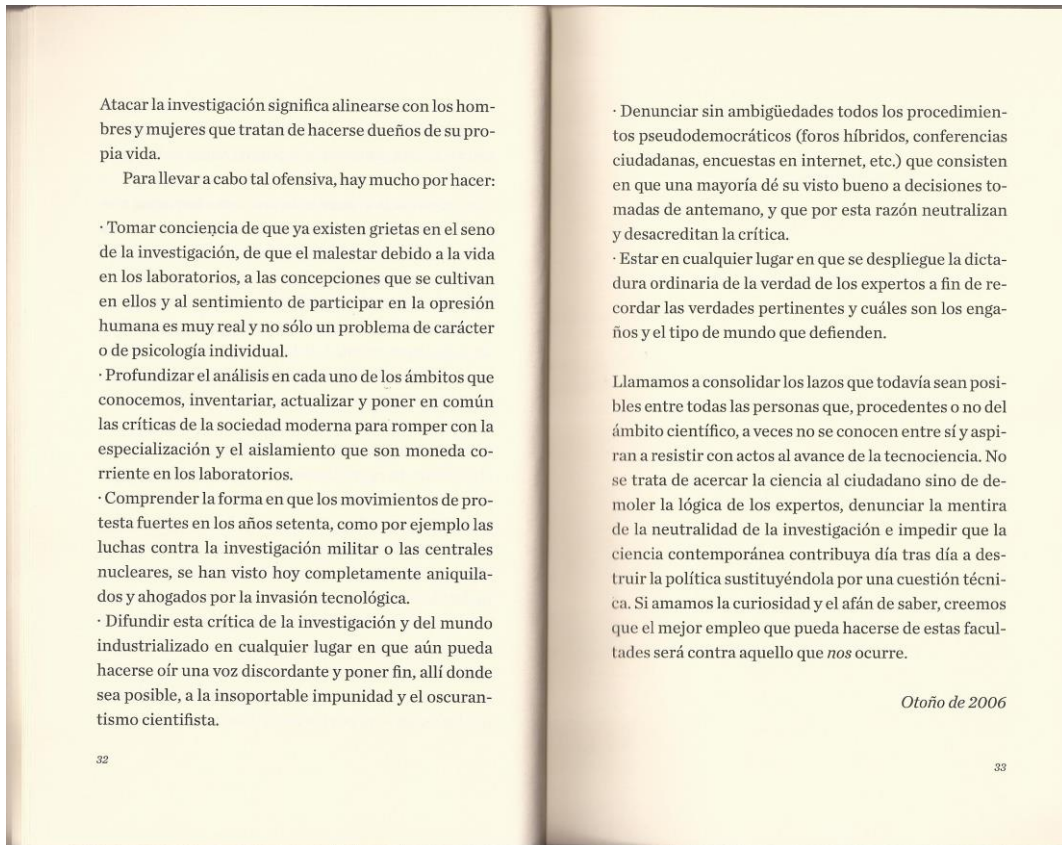 Atacar la investigación significa alinearse con los hom-
bres y mujeres que tratan de hacerse dueños de su pro-
pia vida.
Para llevar a cabo tal ofensiva, hay mucho por hacer:
· Tomar conciencia de que ya existen grietas en el seno
de la investigación, de que el malestar debido a la vida
en los laboratorios, a las concepciones que se cultivan
en ellos y al sentimiento de participar en la opresión
humana es muy real y no sólo un problema de carácter
o de psicología individual.
· Profundizar el análisis en cada uno de los ámbitos que
conocemos, inventariar, actualizar y poner en común
las críticas de la sociedad moderna para romper con la
especialización y el aislamiento que son moneda co-
rriente en los laboratorios.
· Comprender la forma en que los movimientos de pro-
testa fuertes en los años setenta, como por ejemplo las
luchas contra la investigación militar o las centrales
nucleares, se han visto hoy completamente aniquila-
dos y ahogados por la invasión tecnológica.
· Difundir esta crítica de la investigación y del mundo
industrializado en cualquier lugar en que aún pueda
hacerse oír una voz discordante y poner fin, allí donde
sea posible, a la insoportable impunidad y el oscuran-
tismo cientifista.
32
· Denunciar sin ambigüedades todos los procedimien-
tos pseudodemocráticos (foros híbridos, conferencias
ciudadanas, encuestas en internet, etc.) que consisten
en que una mayoría dé su visto bueno a decisiones to-
madas de antemano, y que por esta razón neutralizan
y desacreditan la crítica.
· Estar en cualquier lugar en que se despliegue la dicta-
dura ordinaria de la verdad de los expertos a fin de re-
cordar las verdades pertinentes y cuáles son los enga-
ños y el tipo de mundo que defienden.
Llamamos a consolidar los lazos que todavía sean posi-
bles entre todas las personas que, procedentes o no del
ámbito científico, a veces no se conocen entre sí y aspi-
ran a resistir con actos al avance de la tecnociencia. No
se trata de acercar la ciencia al ciudadano sino de de-
moler la lógica de los expertos, denunciar la mentira
de la neutralidad de la investigación e impedir que la
ciencia contemporánea contribuya día tras día a des-
truir la política sustituyéndola por una cuestión técni-
ca. Si amamos la curiosidad y el afán de saber, creemos
que el mejor empleo que pueda hacerse de estas facul-
tades será contra aquello que nos ocurre.
Otoño de 2006
33